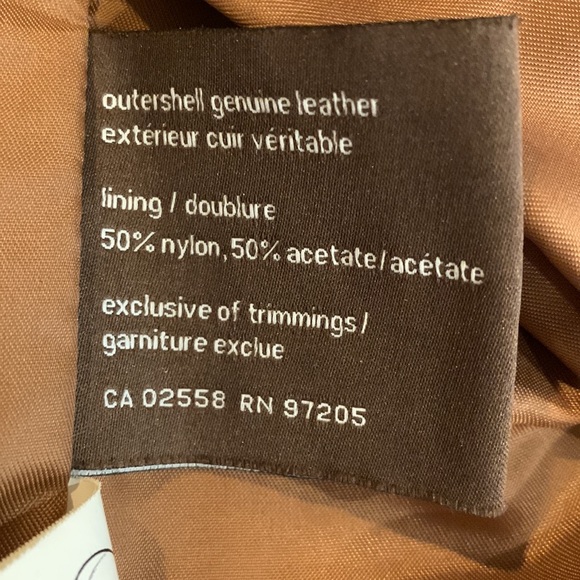 outershell genuine leather
extérieur cuir véritable
lining / doublure
50% nylon, 50% acetate/acétate
exclusive of trimmings/
garniture exclue
CA 02558 RN 97205